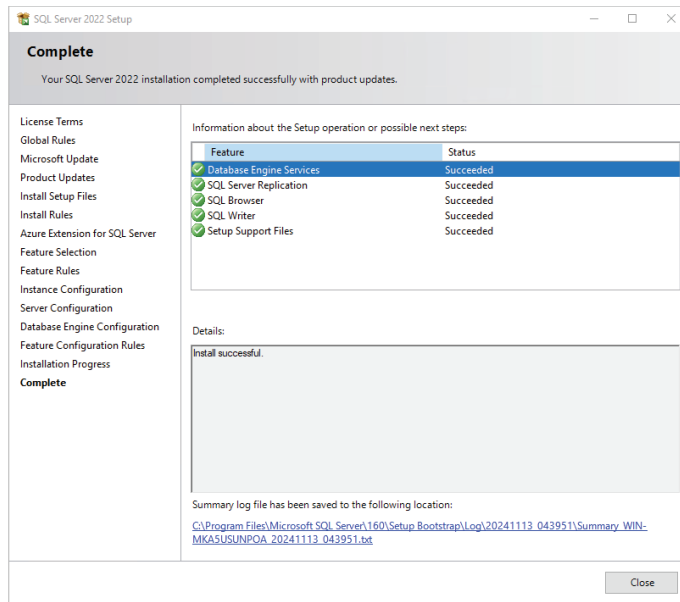 SQL Server 2022 Setup
Complete
Your SQL Server 2022 installation completed successfully with product updates.
License Terms
Global Rules
Microsoft Update
Product Updates
Install Setup Files
Install Rules
Azure Extension for SQL Server
Feature Selection
Feature Rules
Instance Configuration
Server Configuration
Database Engine Configuration
Feature Configuration Rules
Installation Progress
Complete
Information about the Setup operation or possible next steps:
Feature Status
Database Engine Services Succeeded
SQL Server Replication Succeeded
SQL Browser Succeeded
SQL Writer Succeeded
Setup Support Files Succeeded
Details:
Install successful.
Summary log file has been saved to the following location:
C:\Program Files\Microsoft SQL Server\160\Setup Bootstrap\Log\20241113_043951\Summary_WIN-
MKA5USUNPOA_20241113_043951.txt
Close